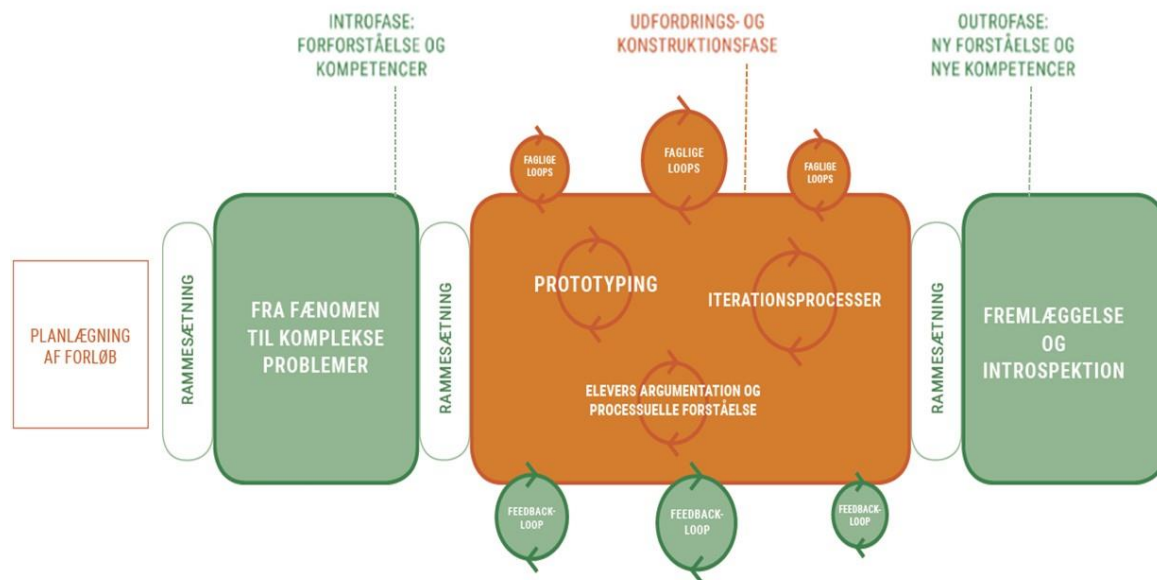 INTROFASE:
FORFORSTÅELSE OG
KOMPETENCER
UDFORDRINGS- OG
KONSTRUKTIONSFASE
OUTROFASE:
NY FORSTÅELSE OG
NYE KOMPETENCER
FAGLIGE
LOOPS
FAGLIGE
LOOPS
FAGLIGE
LOOPS
PLANLÆGNING
AF FORLØB
RAMMESÆTNING
FRA FÆNOMEN
TIL KOMPLEKSE
PROBLEMER
RAMMESÆTNING
PROTOTYPING
ITERATIONSPROCESSER
ELEVERS ARGUMENTATION OG
PROCESSUELLE FORSTÅELSE
RAMMESÆTNING
FREMLÆGGELSE
OG
INTROSPEKTION
FEEDBACK-
LOOP
FEEDBACK-
LOOP
FEEDBACK-
LOOP